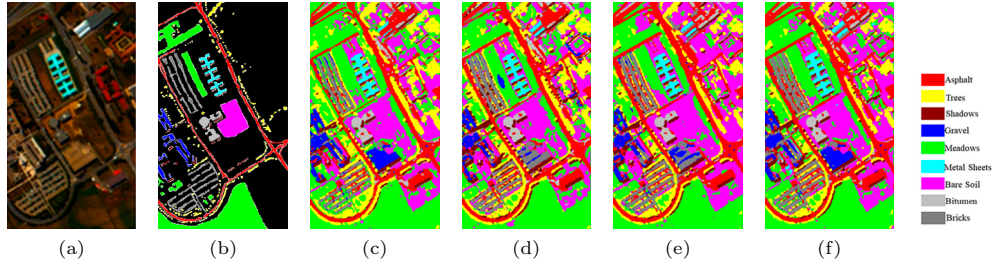 Asphalt
Trees
Shadows
Gravel
Meadows
Metal Sheets
Bare Soil
Bitumen
Bricks
(a) (b) (c) (d) (e) (f)